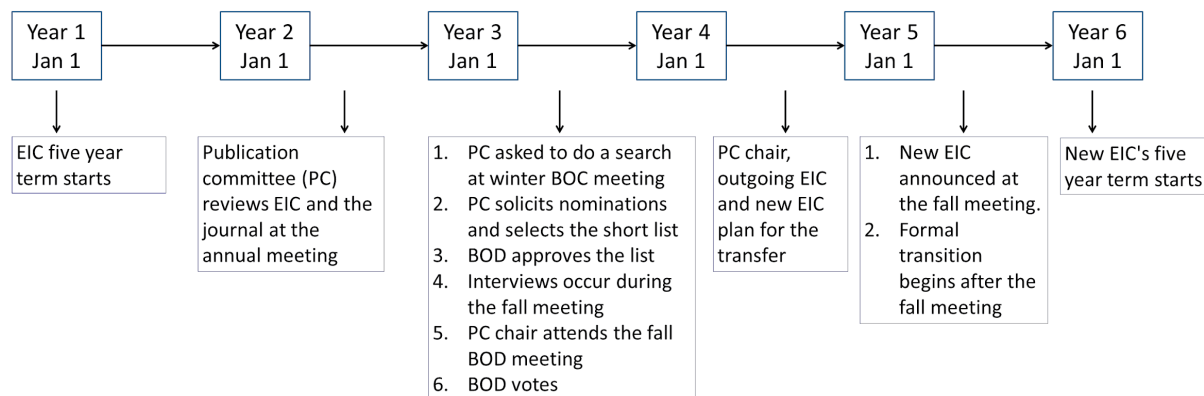 Year 1
Jan 1
Year 2
Jan 1
Year 3
Jan 1
Year 4
Jan 1
Year 5
Jan 1
Year 6
Jan 1
EIC five year
term starts
Publication
committee (PC)
reviews EIC and the
journal at the
annual meeting
1. PC asked to do a search
at winter BOC meeting
2. PC solicits nominations
and selects the short list
3. BOD approves the list
4. Interviews occur during
the fall meeting
5. PC chair attends the fall
BOD meeting
6. BOD votes
PC chair,
outgoing EIC
and new EIC
plan for the
transfer
1. New EIC
announced at
the fall meeting.
2. Formal
transition
begins after the
fall meeting
New EIC's five
year term starts